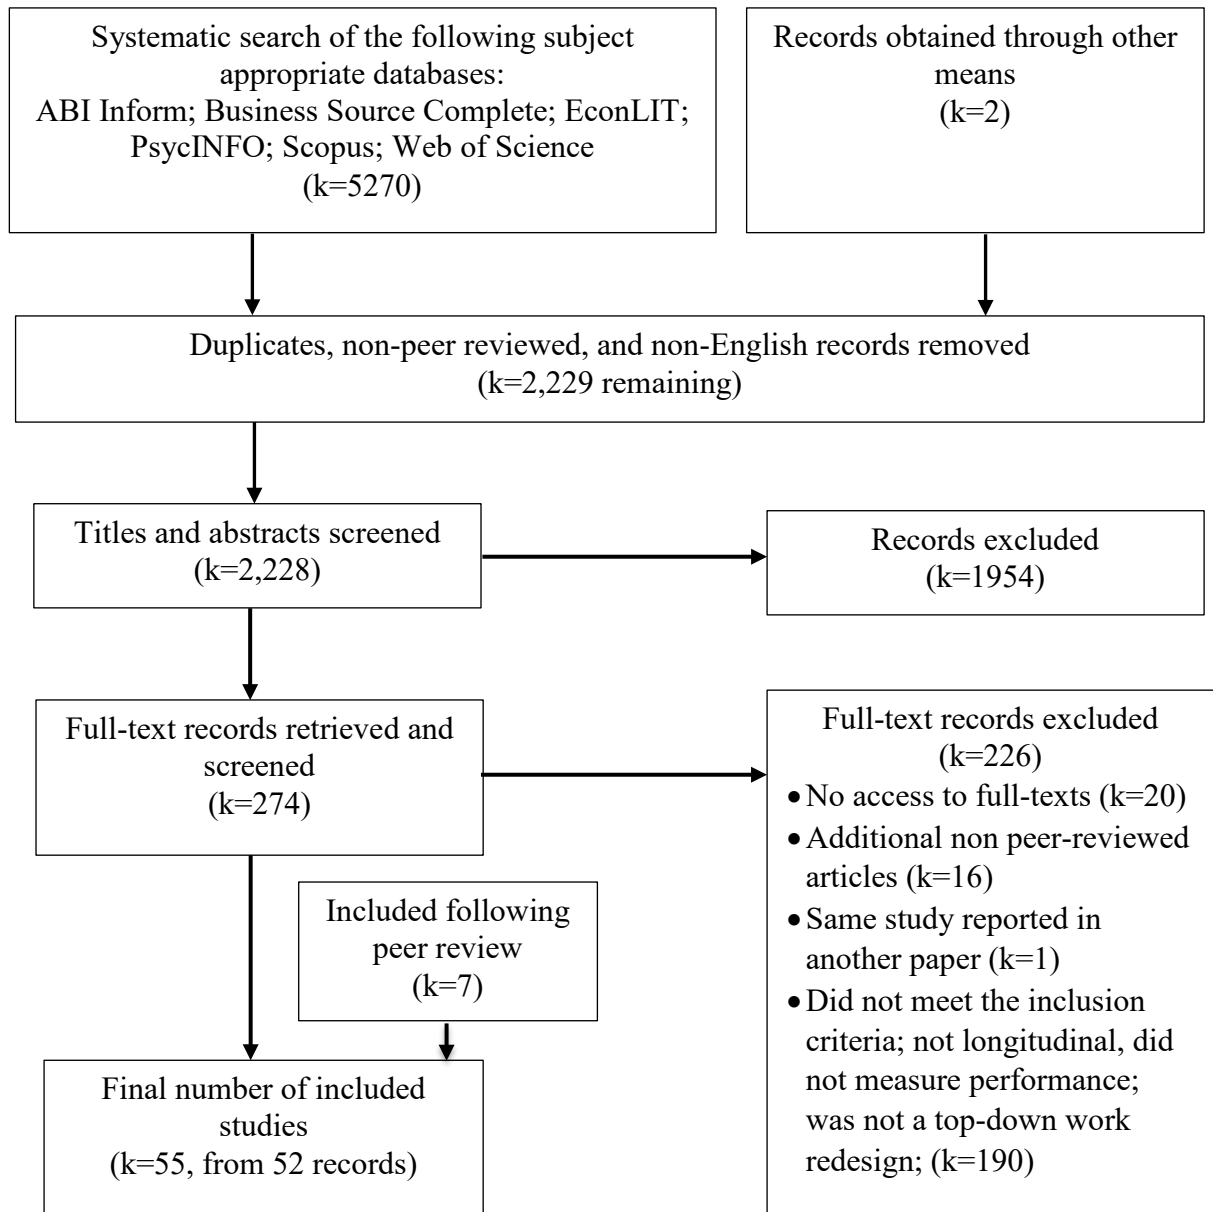 Systematic search of the following subject
appropriate databases:
ABI Inform; Business Source Complete; EconLIT;
PsycINFO; Scopus; Web of Science
(k=5270)
Records obtained through other
means
(k=2)
Duplicates, non-peer reviewed, and non-English records removed
(k=2,229 remaining)
Titles and abstracts screened
(k=2,228)
Records excluded
(k=1954)
Full-text records retrieved and
screened
(k=274)
Full-text records excluded
(k=226)
• No access to full-texts (k=20)
• Additional non peer-reviewed
articles (k=16)
• Same study reported in
another paper (k=1)
• Did not meet the inclusion
criteria; not longitudinal, did
not measure performance;
was not a top-down work
redesign; (k=190)
Included following
peer review
(k=7)
Final number of included
studies
(k=55, from 52 records)